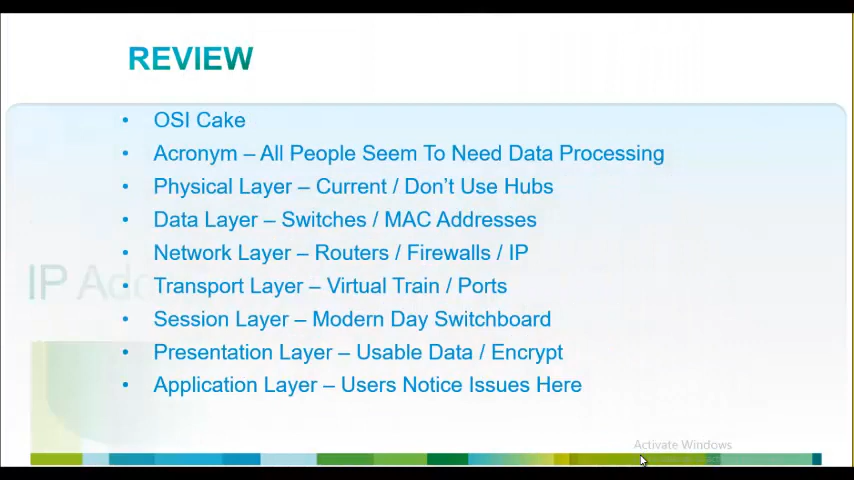 REVIEW
• OSI Cake
• Acronym – All People Seem To Need Data Processing
• Physical Layer – Current / Don't Use Hubs
• Data Layer – Switches / MAC Addresses
• Network Layer – Routers / Firewalls / IP
• Transport Layer – Virtual Train / Ports
• Session Layer – Modern Day Switchboard
• Presentation Layer – Usable Data / Encrypt
• Application Layer – Users Notice Issues Here
IP
Activate Windows